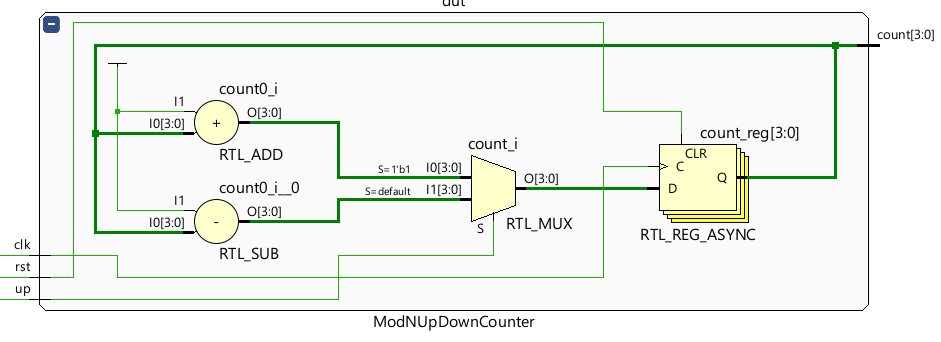 dut
count[3:0]
count0_i
I1
O[3:0]
+
I0[3:0]
RTL_ADD
count_i
S=1'b1
I0[3:0]
S=default
I1[3:0]
O[3:0]
S
RTL_MUX
count_reg[3:0]
CLR
C
D
Q
RTL_REG_ASYNC
count0_i__0
I1
O[3:0]
-
I0[3:0]
RTL_SUB
clk
rst
up
ModNUpDownCounter